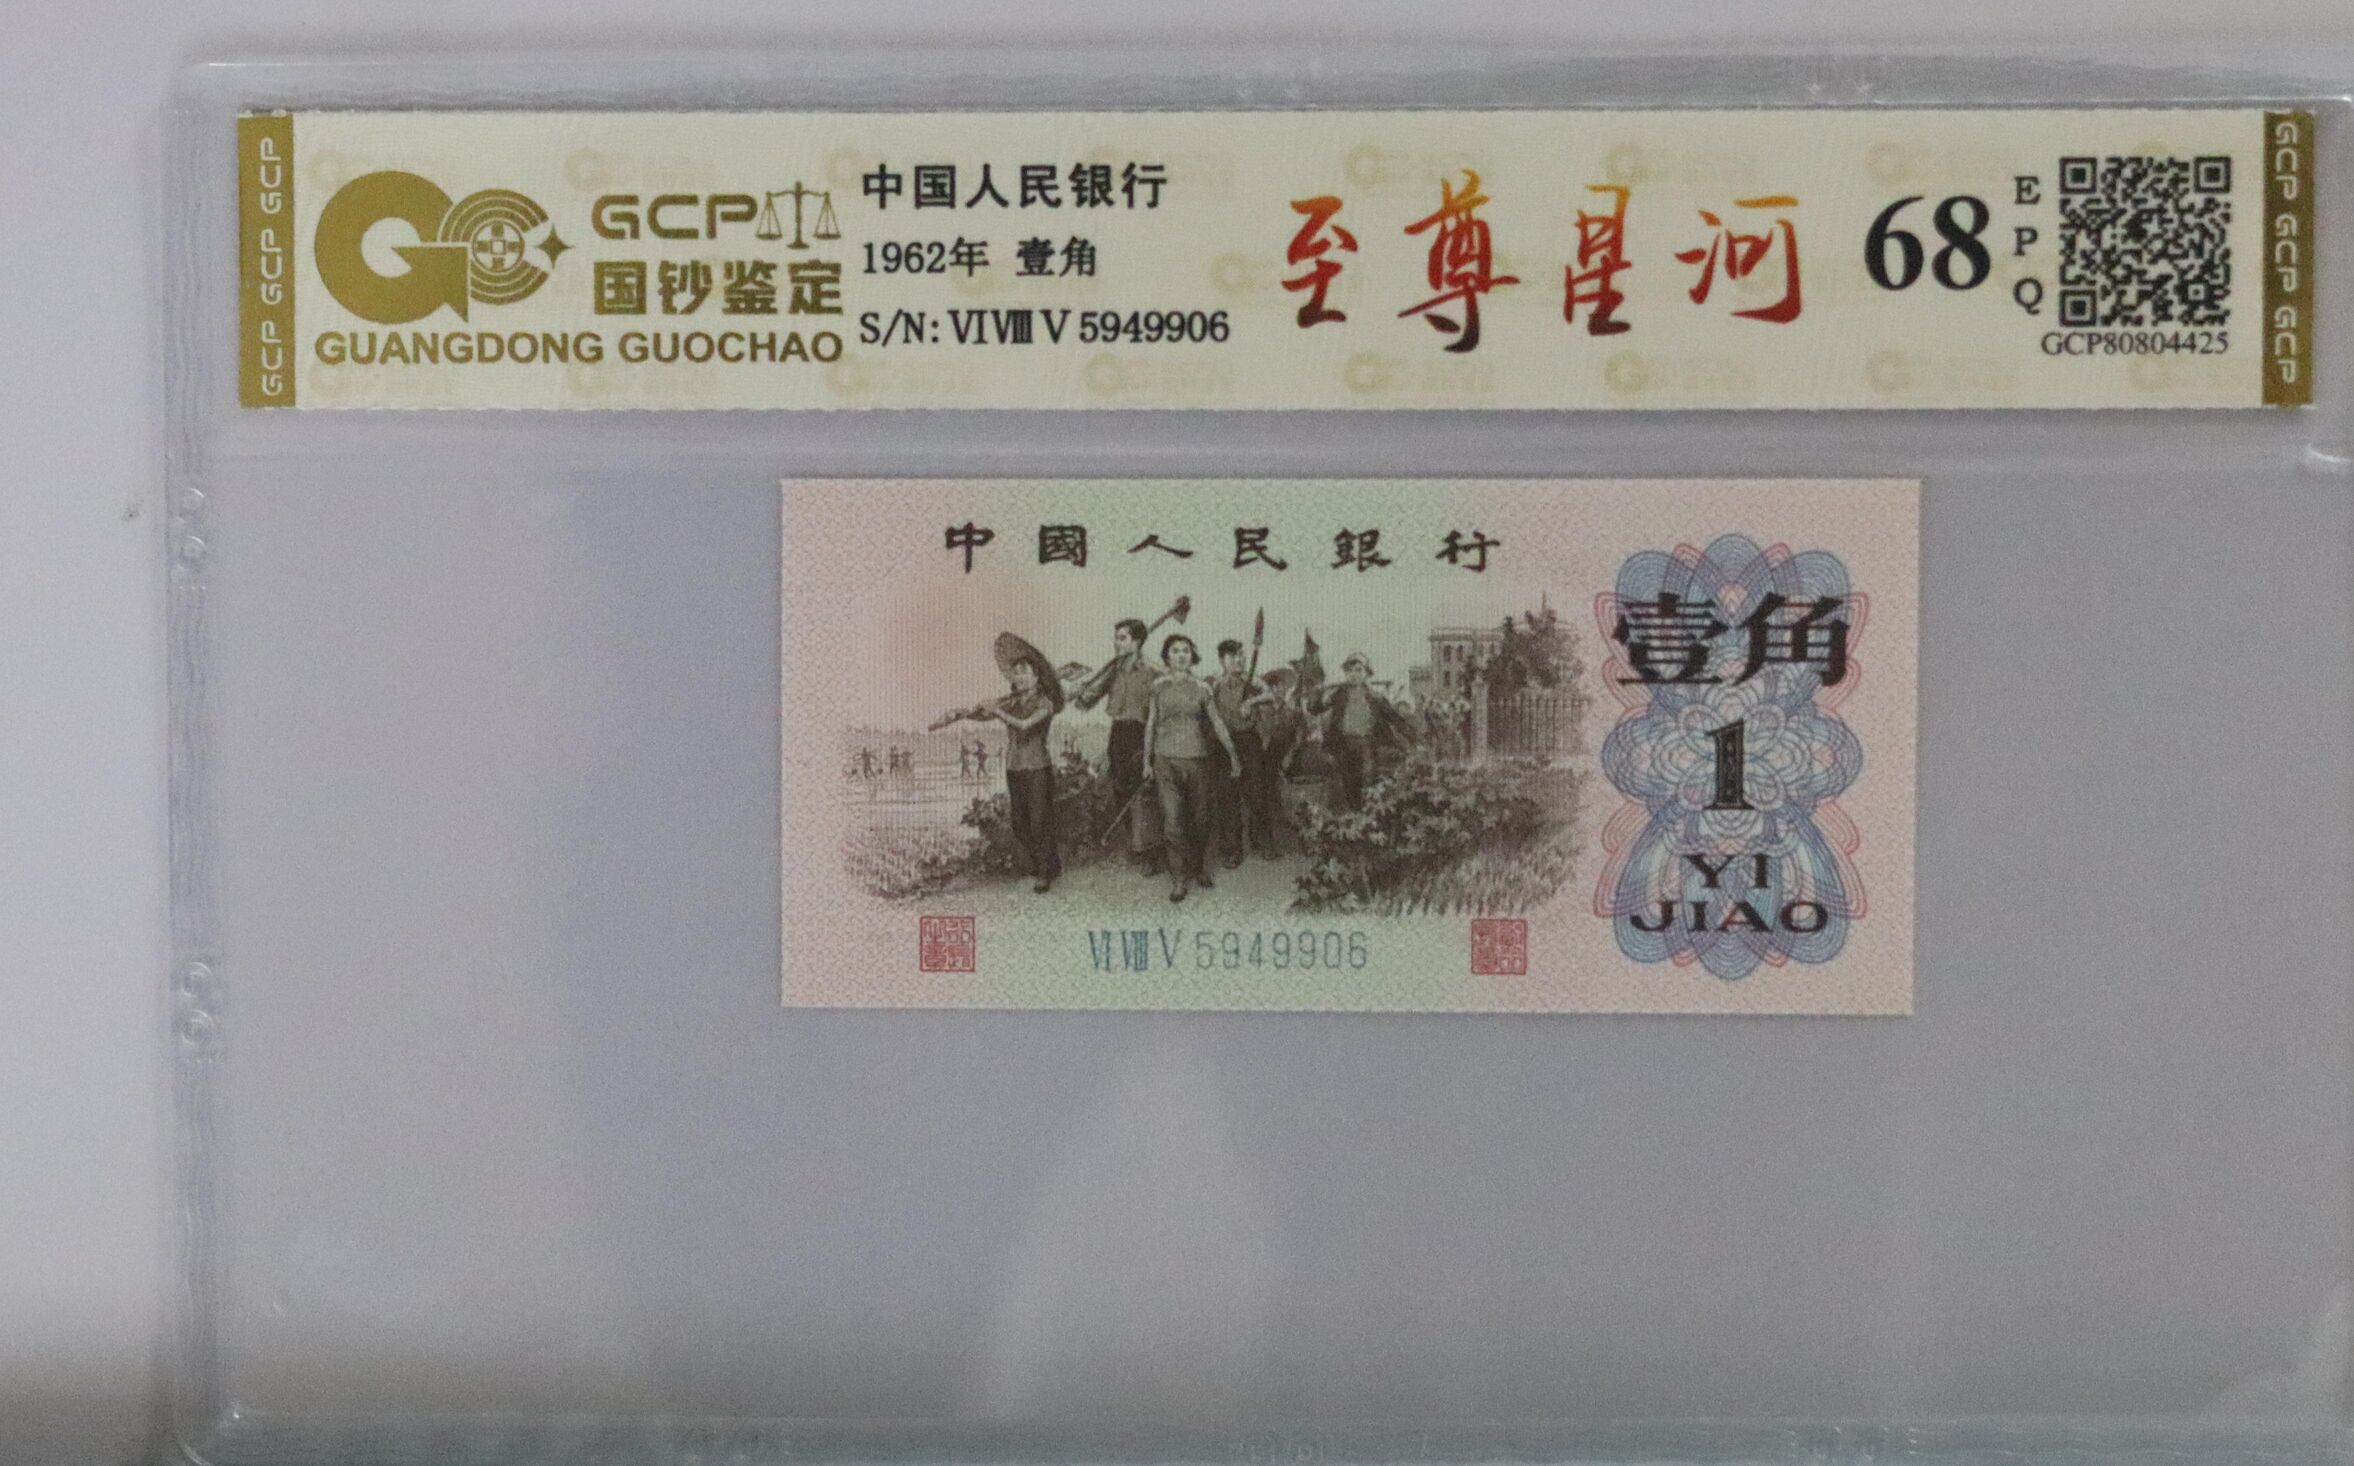 GCP GCP GCP
GCP
国钞鉴定
GUANGDONG GUOCHAO
中国人民银行
1962年 壹角
S/N: VI VIII V 5949906
至尊星河
68
EPQ
GCP80804425
GCP GCP GCP
中國人民銀行
壹角
1
YI
JIAO
VI VIII V 5949906